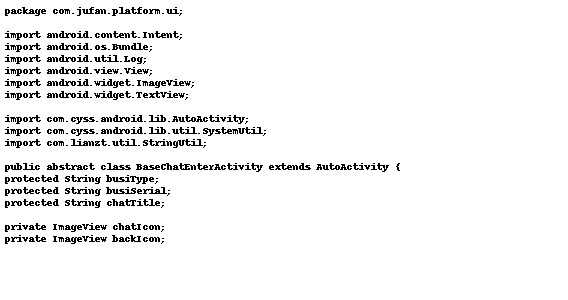 package com.jufan.platform.ui;

import android.content.Intent;
import android.os.Bundle;
import android.util.Log;
import android.view.View;
import android.widget.ImageView;
import android.widget.TextView;

import com.cyss.android.lib.AutoActivity;
import com.cyss.android.lib.util.SystemUtil;
import com.lianzt.util.StringUtil;

public abstract class BaseChatEnterActivity extends AutoActivity {
protected String busiType;
protected String busiSerial;
protected String chatTitle;

private ImageView chatIcon;
private ImageView backIcon;